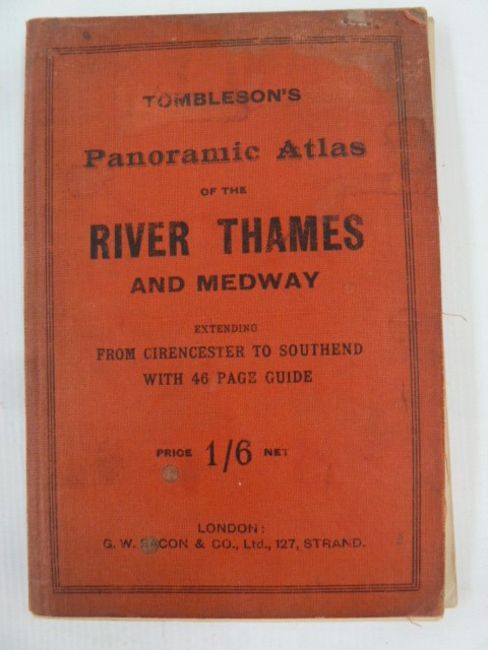 TOMBLESON'S
Panoramic Atlas
OF THE
RIVER THAMES
AND MEDWAY
EXTENDING
FROM CIRENCESTER TO SOUTHEND
WITH 46 PAGE GUIDE
PRICE 1/6 NET
LONDON:
G. W. BACON & CO., Ltd., 127, STRAND.